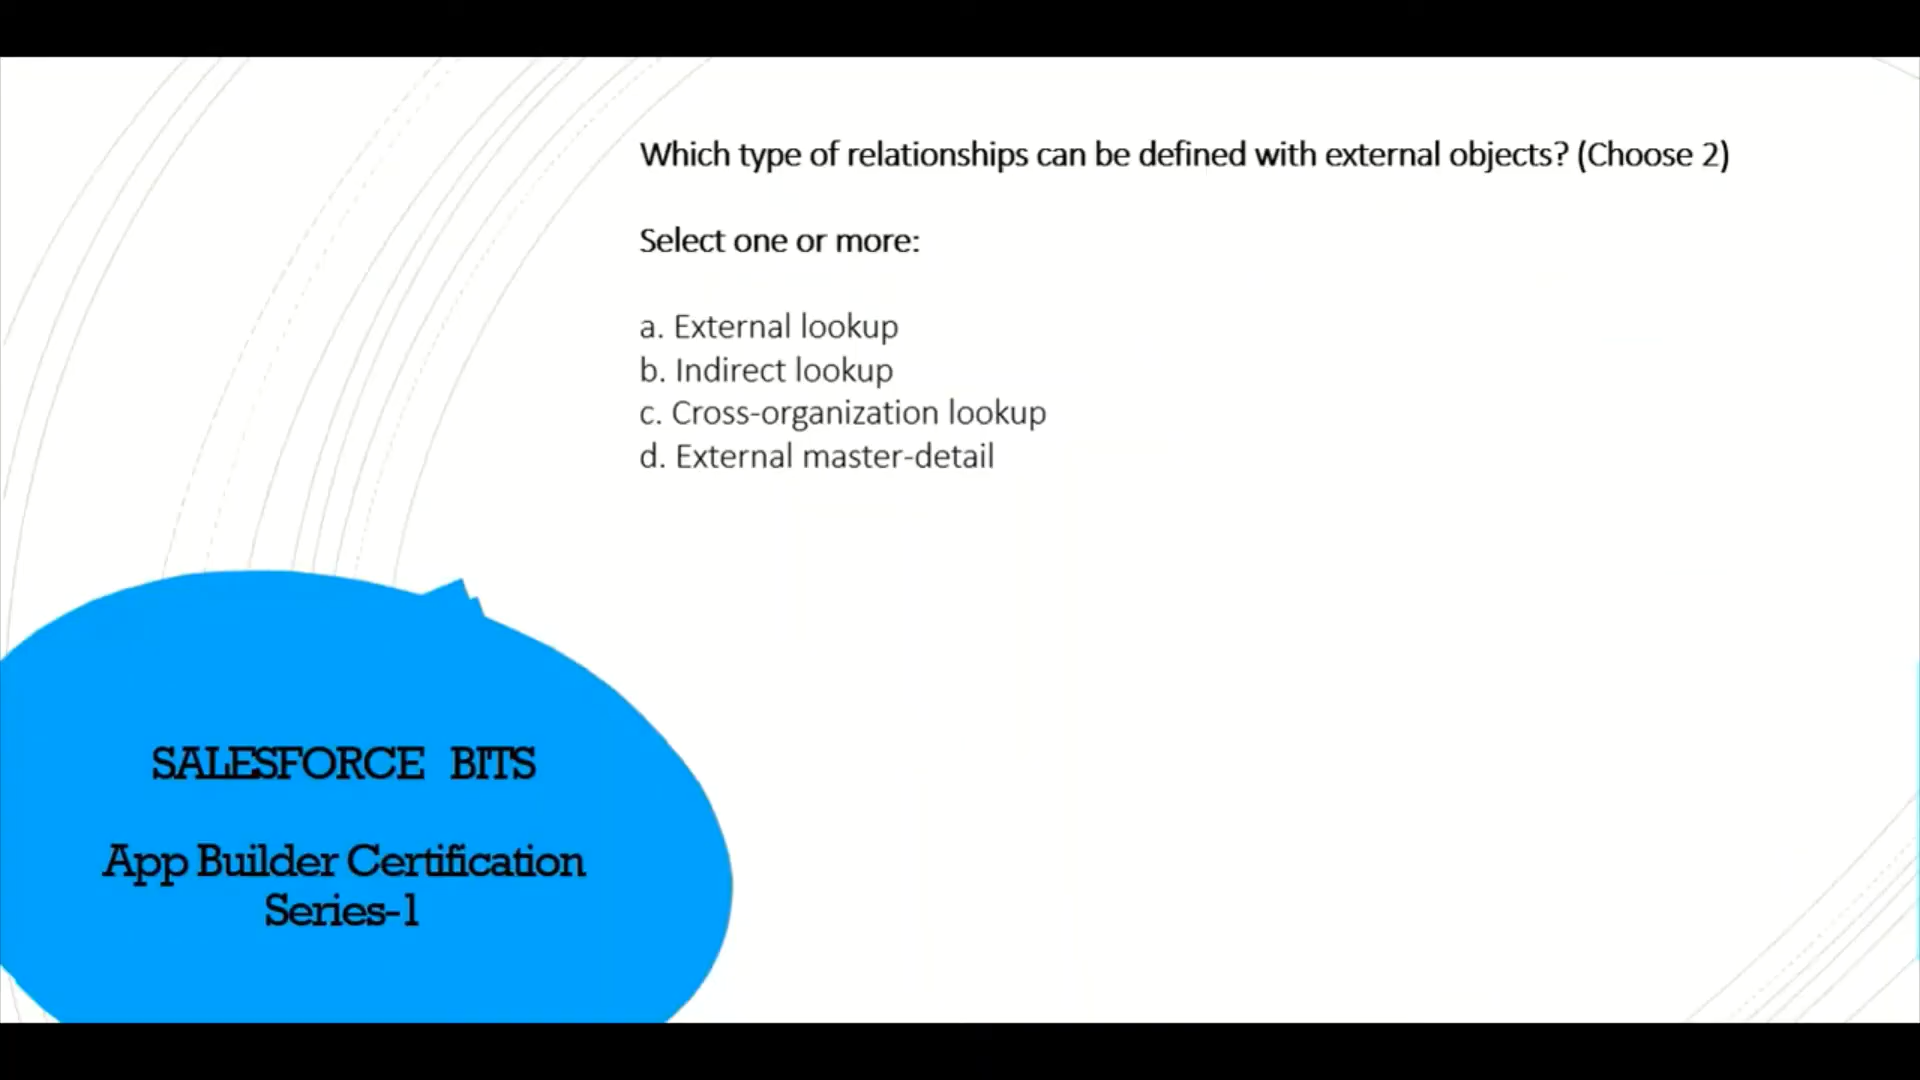 Which type of relationships can be defined with external objects? (Choose 2)
Select one or more:
a. External lookup
b. Indirect lookup
c. Cross-organization lookup
d. External master-detail
SALESFORCE BITS
App Builder Certification
Series-1